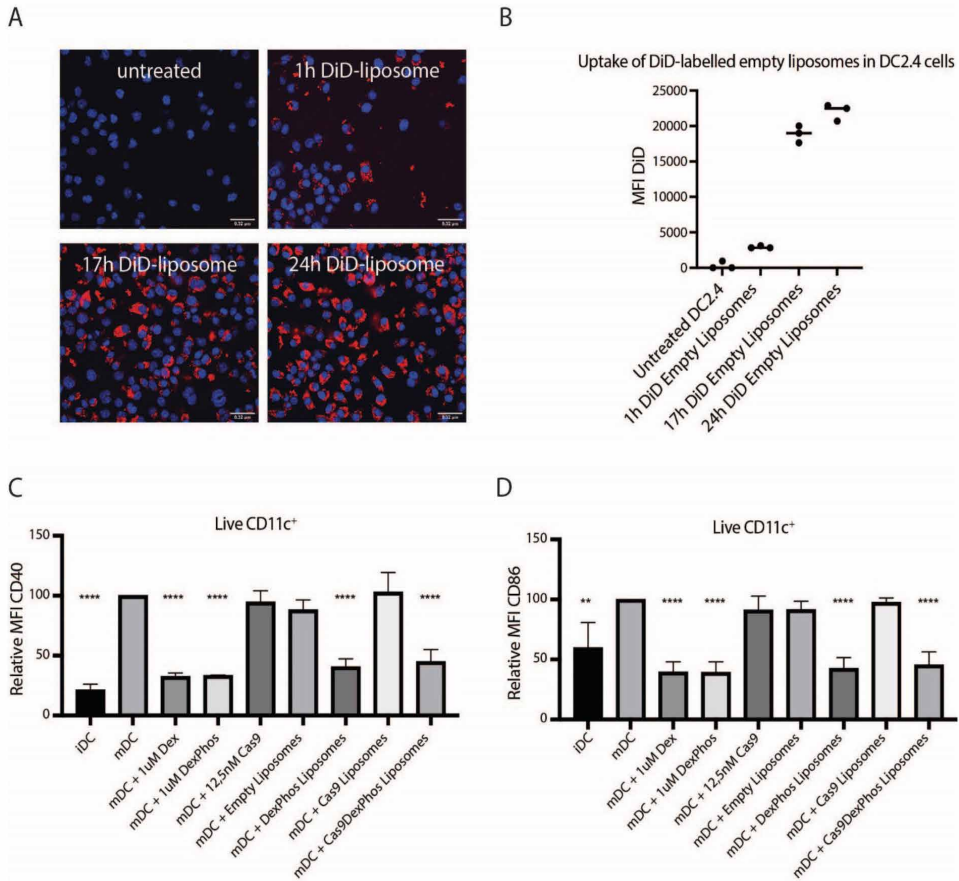 A
untreated
1h DiD-liposome
17h DiD-liposome
24h DiD-liposome
B
Uptake of DiD-labelled empty liposomes in DC2.4 cells
MFI DiD
25000
20000
15000
10000
5000
0
Untreated DC2.4
1h DiD Empty Liposomes
17h DiD Empty Liposomes
24h DiD Empty Liposomes
C
Live CD11c⁺
Relative MFI CD40
150
100
50
0
**** **** **** **** ****
iDC
mDC
mDC + 1uM Dex
mDC + 1uM DexPhos
mDC + 12,5nM Cas9
mDC + Empty Liposomes
mDC + DexPhos Liposomes
mDC + Cas9 Liposomes
mDC + Cas9DexPhos Liposomes
D
Live CD11c⁺
Relative MFI CD86
150
100
50
0
** **** **** **** ****
iDC
mDC
mDC + 1uM Dex
mDC + 1uM DexPhos
mDC + 12,5nM Cas9
mDC + Empty Liposomes
mDC + DexPhos Liposomes
mDC + Cas9 Liposomes
mDC + Cas9DexPhos Liposomes